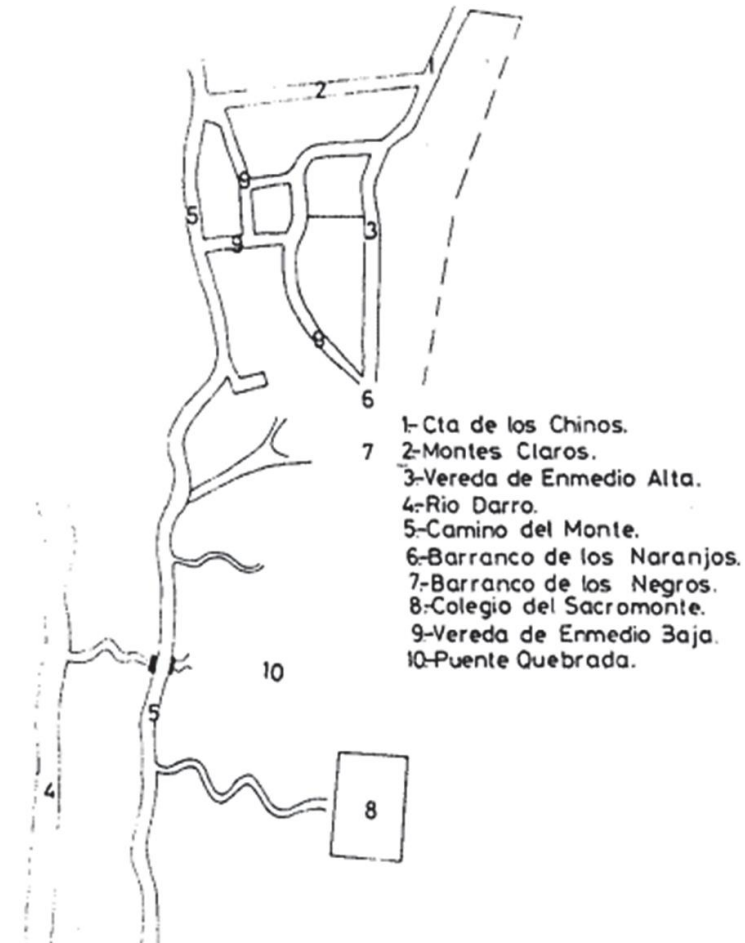 1
2
9
5
3
9
9
6
7
1-Cta de los Chinos.
2-Montes Claros.
3-Vereda de Enmedio Alta.
4-Rio Darro.
5-Camino del Monte.
6-Barranco de los Naranjos.
7-Barranco de los Negros.
8-Colegio del Sacromonte.
9-Vereda de Enmedio Baja.
10-Puente Quebrada.
10
5
4
8